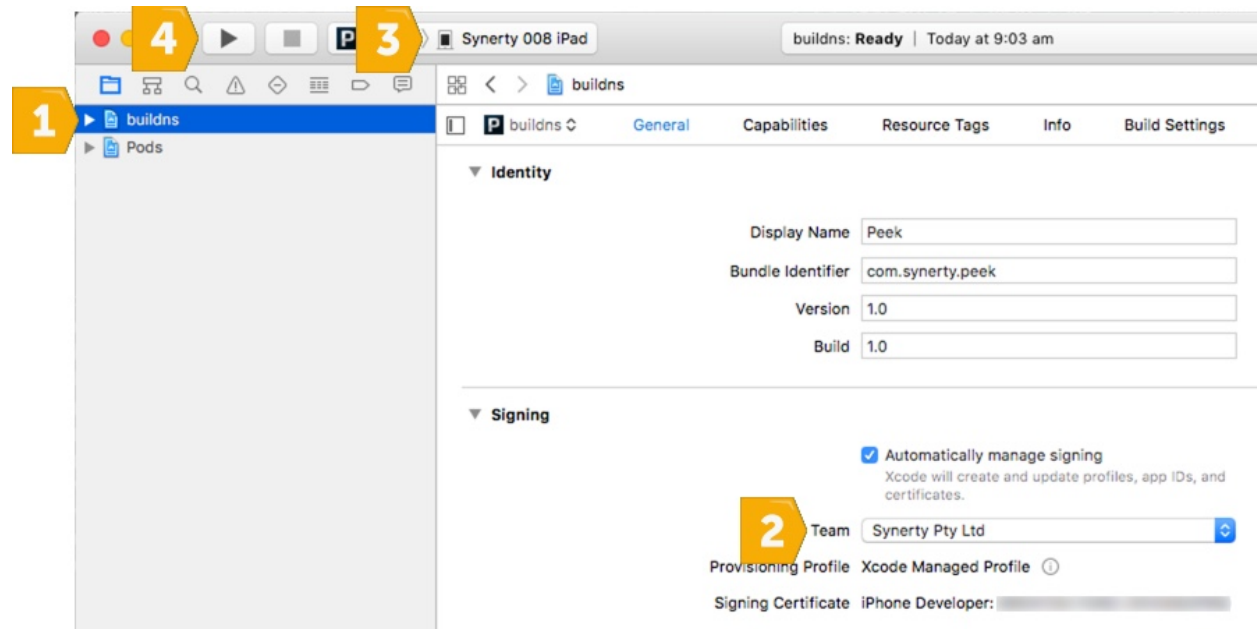 4
P
3
Synerty 008 iPad
buildns: Ready | Today at 9:03 am
buildns
1
buildns
Pods
P buildns
General
Capabilities
Resource Tags
Info
Build Settings
Identity
Display Name Peek
Bundle Identifier com.synerty.peek
Version 1.0
Build 1.0
Signing
Automatically manage signing
Xcode will create and update profiles, app IDs, and
certificates.
2
Team Synerty Pty Ltd
Provisioning Profile Xcode Managed Profile
Signing Certificate iPhone Developer: